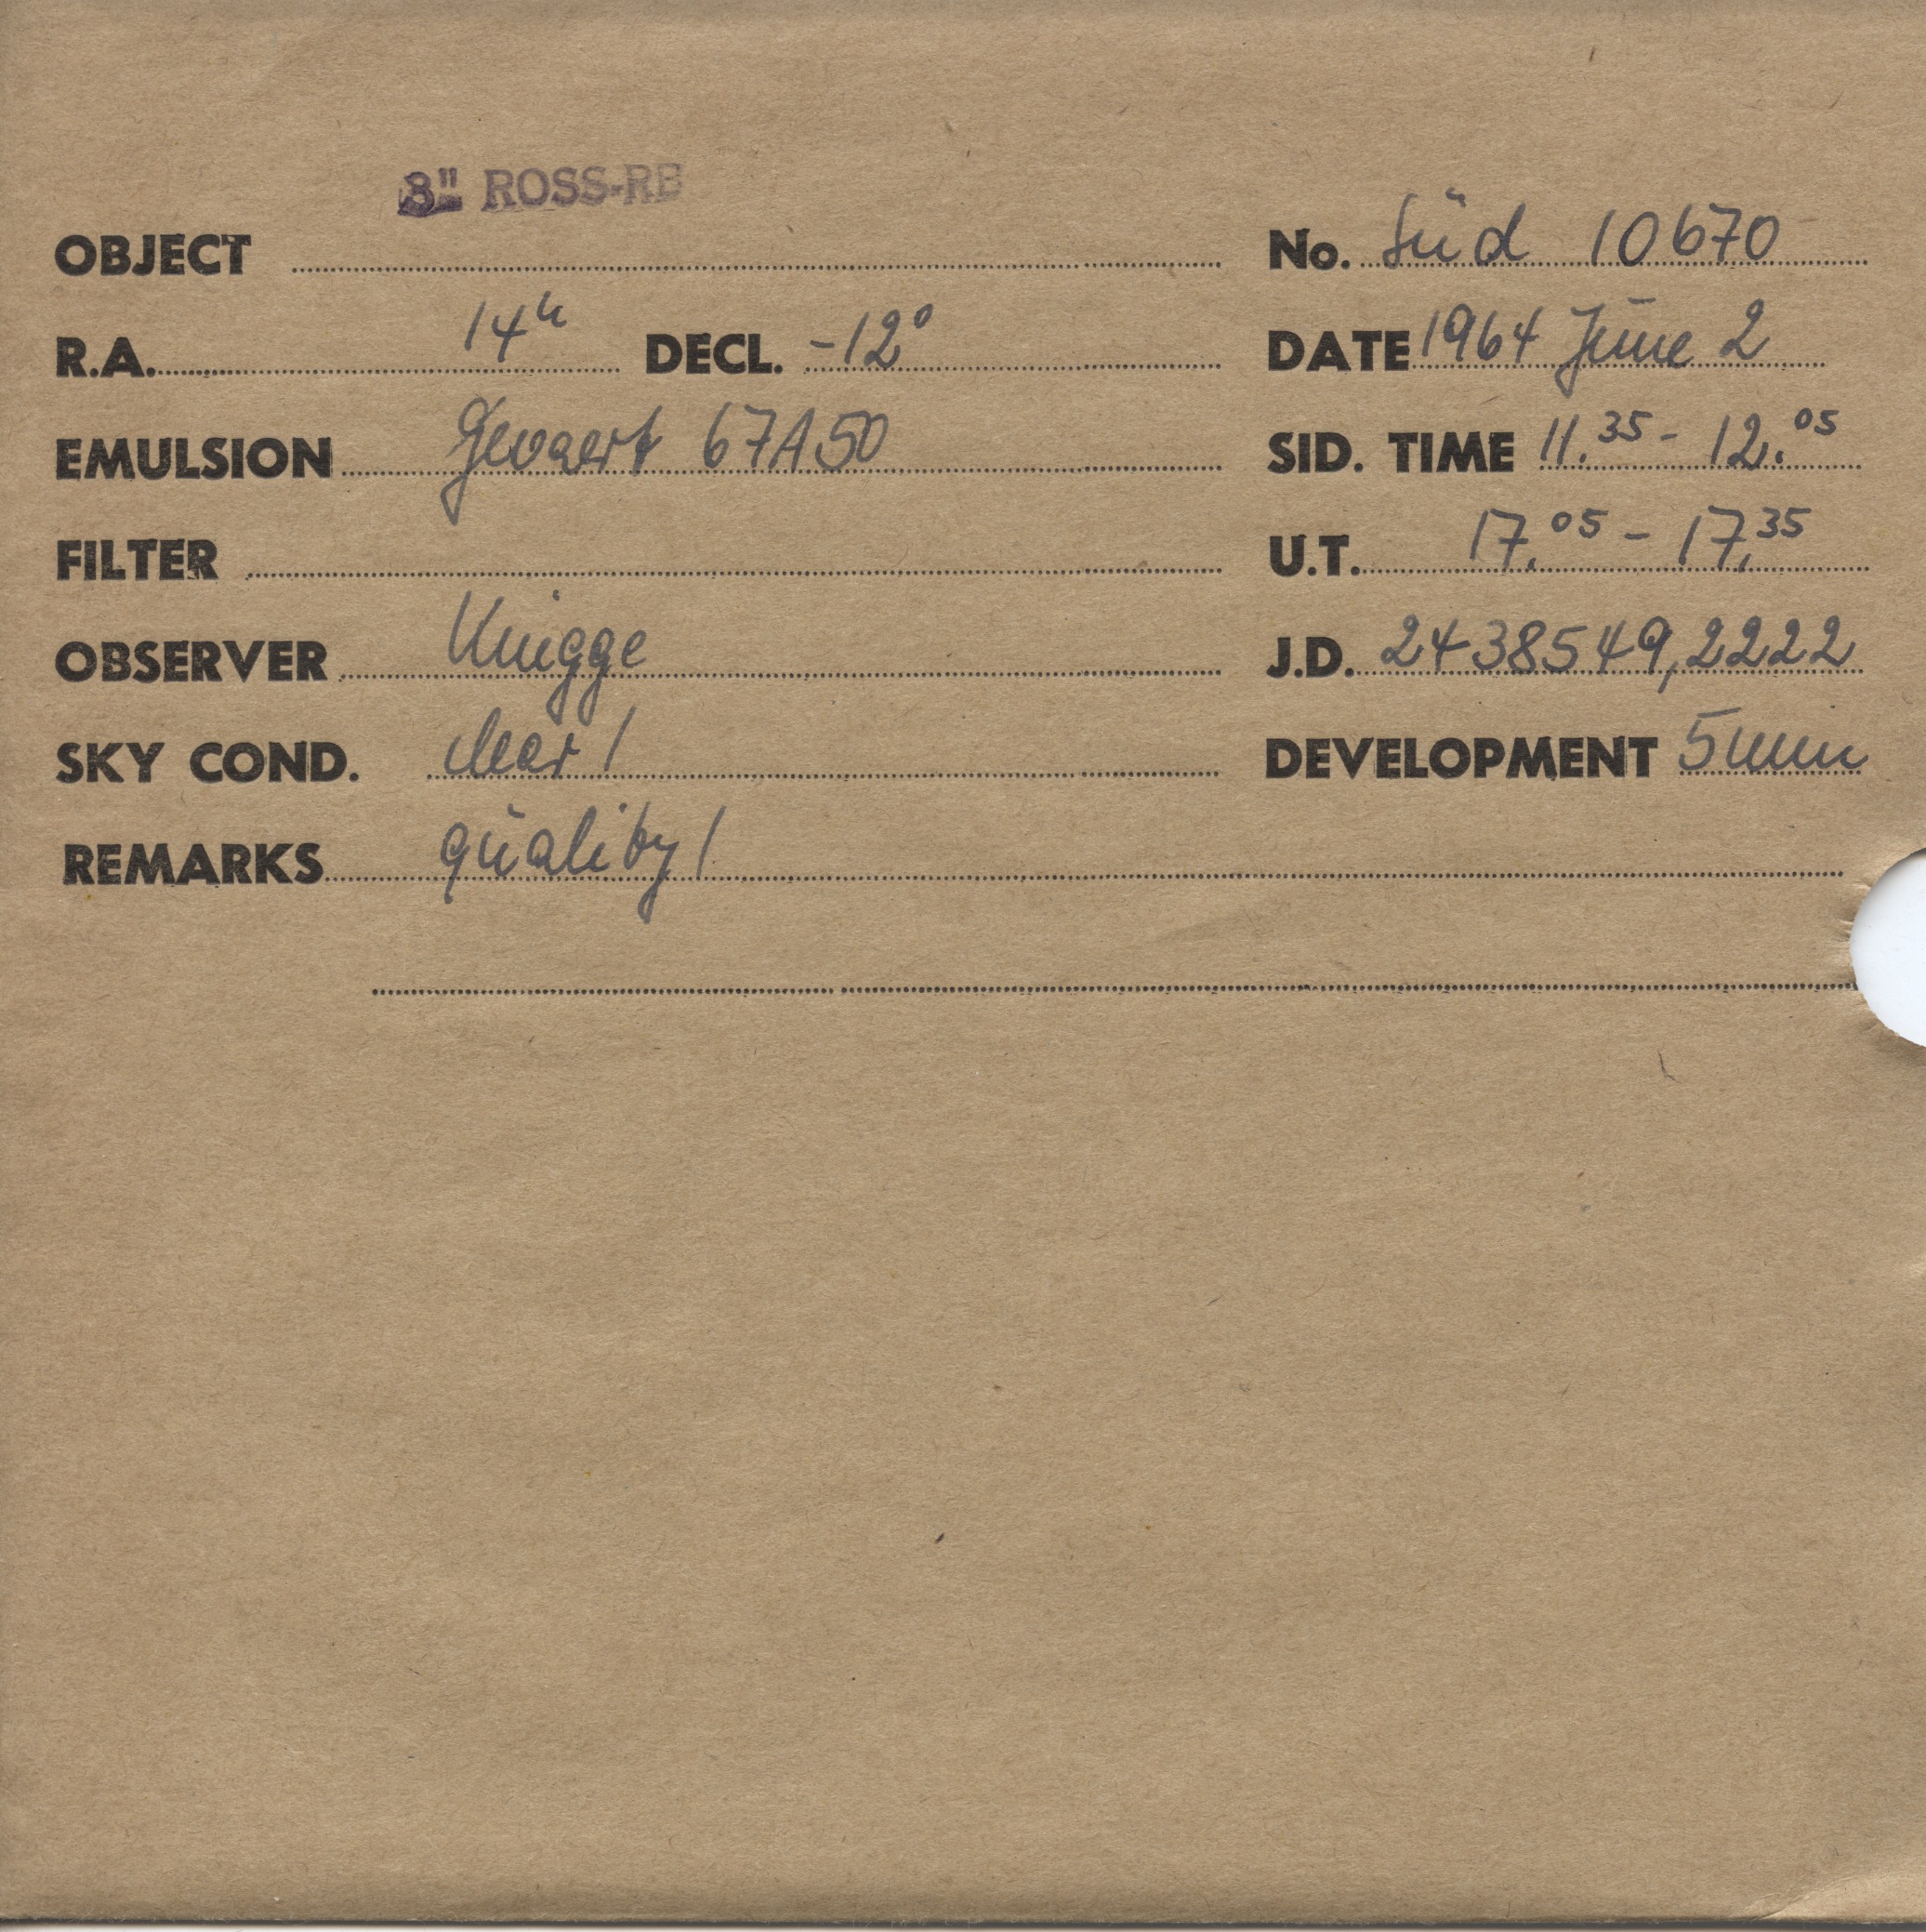 3" ROSS-RB
OBJECT No. Süd 10670
R.A. 14h DECL. -12° DATE 1964 June 2
EMULSION Gevaert 67A50 SID. TIME 11.35 - 12.05
FILTER U.T. 17.05 - 17.35
OBSERVER Knigge J.D. 2438549,2222
SKY COND. clear 1 DEVELOPMENT 5 min
REMARKS quality 1